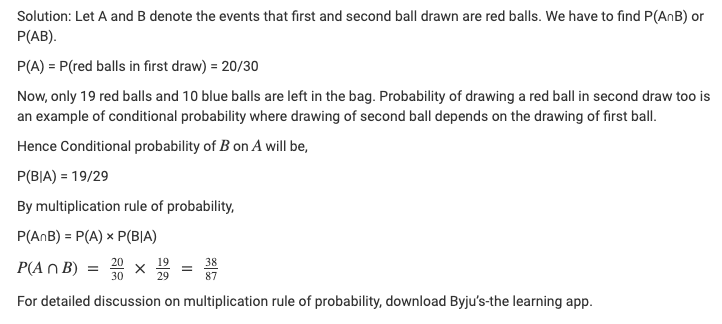 Solution: Let A and B denote the events that first and second ball drawn are red balls. We have to find P(A∩B) or
P(AB).
P(A) = P(red balls in first draw) = 20/30
Now, only 19 red balls and 10 blue balls are left in the bag. Probability of drawing a red ball in second draw too is
an example of conditional probability where drawing of second ball depends on the drawing of first ball.
Hence Conditional probability of B on A will be,
P(B|A) = 19/29
By multiplication rule of probability,
P(A∩B) = P(A) × P(B|A)
P(A ∩ B) = 20/30 × 19/29 = 38/87
For detailed discussion on multiplication rule of probability, download Byju's-the learning app.